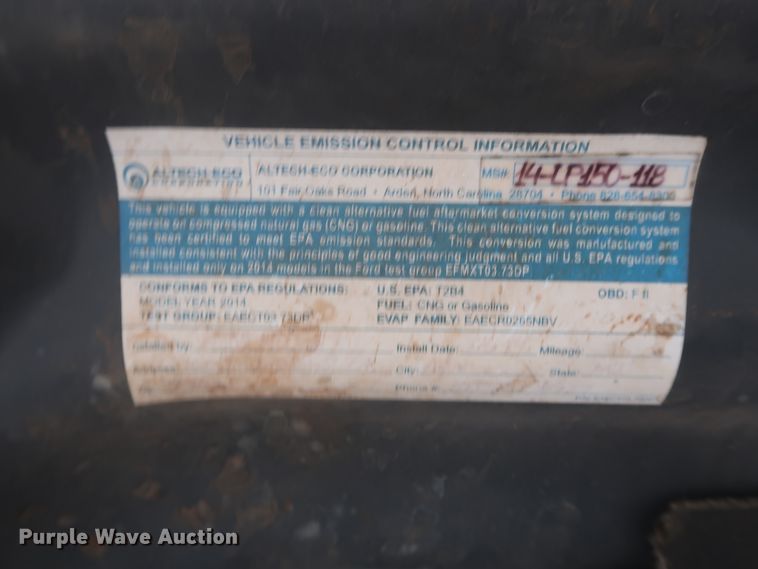 VEHICLE EMISSION CONTROL INFORMATION
ALTECH-ECO CORPORATION
ALTECH-ECO CORPORATION
MS# 14-LP150-118
101 Fair Oaks Road • Arden, North Carolina 28704 • Phone 828-654-8300
This vehicle is equipped with a clean alternative fuel aftermarket conversion system designed to
operate on compressed natural gas (CNG) or gasoline. This clean alternative fuel conversion system
has been certified to meet EPA emission standards. This conversion was manufactured and
installed consistent with the principles of good engineering judgment and all U.S. EPA regulations
and installed only on 2014 models in the Ford test group EFMXT03.73DP
CONFORMS TO EPA REGULATIONS: U.S. EPA: T2B4 OBD: F II
MODEL YEAR 2014 FUEL: CNG or Gasoline
TEST GROUP: EAECT03.73DP EVAP FAMILY: EAECR0265NBV
Installed by: Install Date: Mileage:
Address: City: State:
Phone #:
Purple Wave Auction